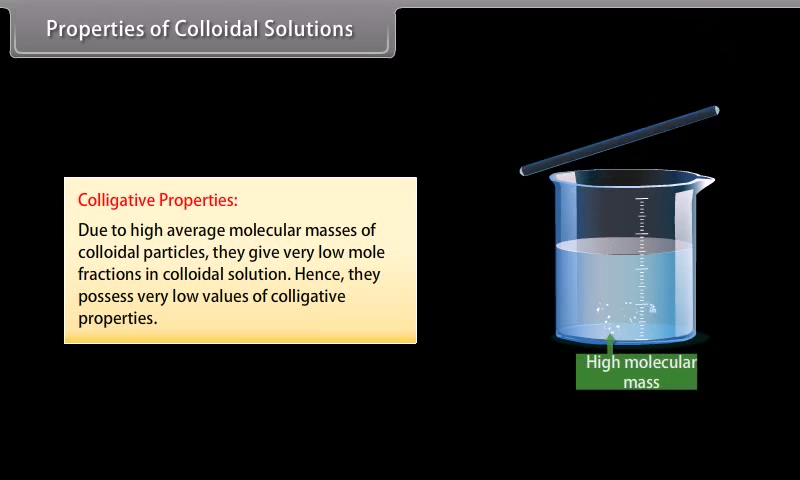 Properties of Colloidal Solutions
Colligative Properties:
Due to high average molecular masses of
colloidal particles, they give very low mole
fractions in colloidal solution. Hence, they
possess very low values of colligative
properties.
High molecular
mass